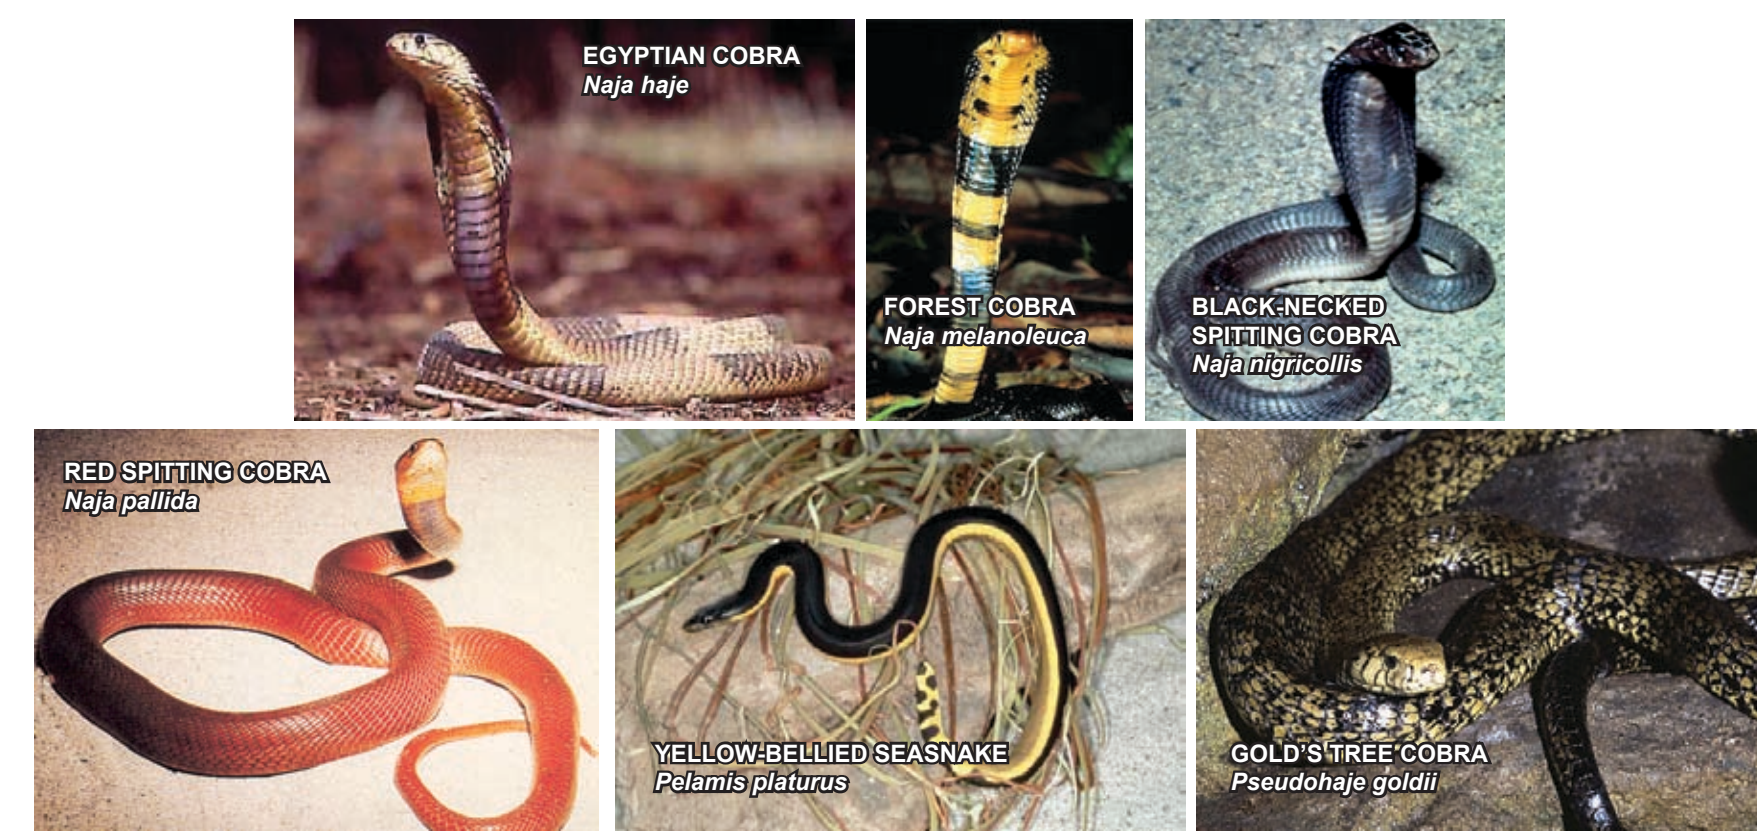 EGYPTIAN COBRA
Naja haje
FOREST COBRA
Naja melanoleuca
BLACK-NECKED
SPITTING COBRA
Naja nigricollis
RED SPITTING COBRA
Naja pallida
YELLOW-BELLIED SEASNAKE
Pelamis platurus
GOLD'S TREE COBRA
Pseudohaje goldii